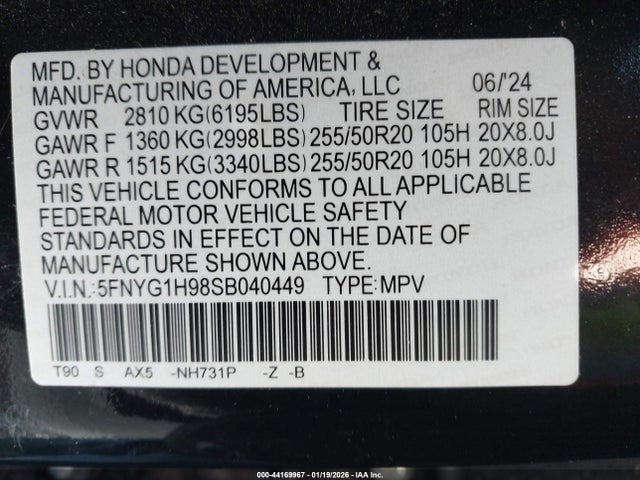 MFD. BY HONDA DEVELOPMENT &
MANUFACTURING OF AMERICA, LLC 06/'24
GVWR 2810 KG(6195LBS) TIRE SIZE RIM SIZE
GAWR F 1360 KG(2998LBS) 255/50R20 105H 20X8.0J
GAWR R 1515 KG(3340LBS) 255/50R20 105H 20X8.0J
THIS VEHICLE CONFORMS TO ALL APPLICABLE
FEDERAL MOTOR VEHICLE SAFETY
STANDARDS IN EFFECT ON THE DATE OF
MANUFACTURE SHOWN ABOVE.
V.I.N.:5FNYG1H98SB040449 TYPE:MPV
T90 S AX5 -NH731P -Z -B
000-44169967 - 01/19/2026 - IAA Inc.